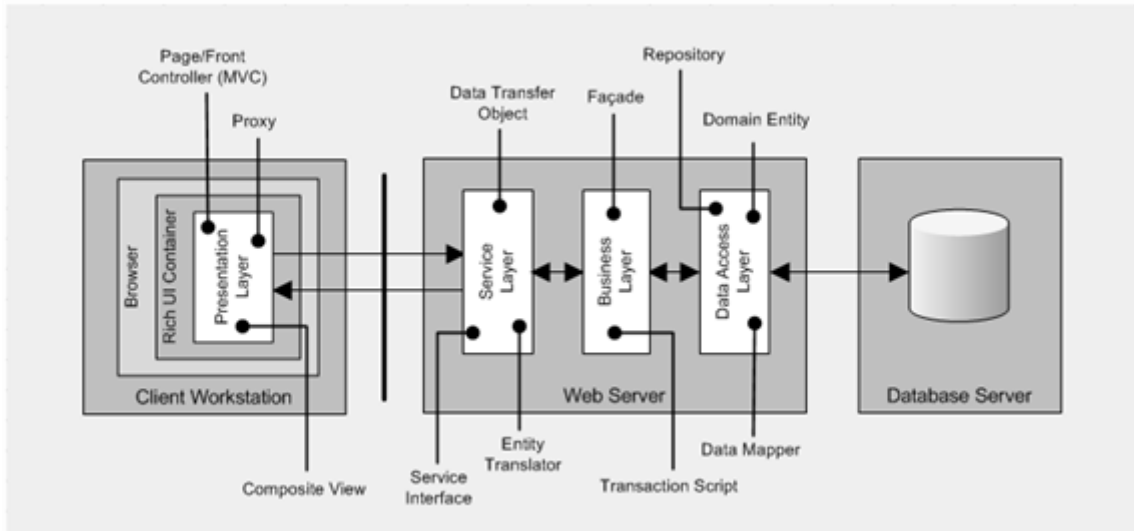 Page/Front
Controller (MVC)
Proxy
Data Transfer
Object
Façade
Repository
Domain Entity
Browser
Rich UI Container
Presentation
Layer
Client Workstation
Service
Layer
Business
Layer
Data Access
Layer
Web Server
Database Server
Composite View
Service
Interface
Entity
Translator
Transaction Script
Data Mapper